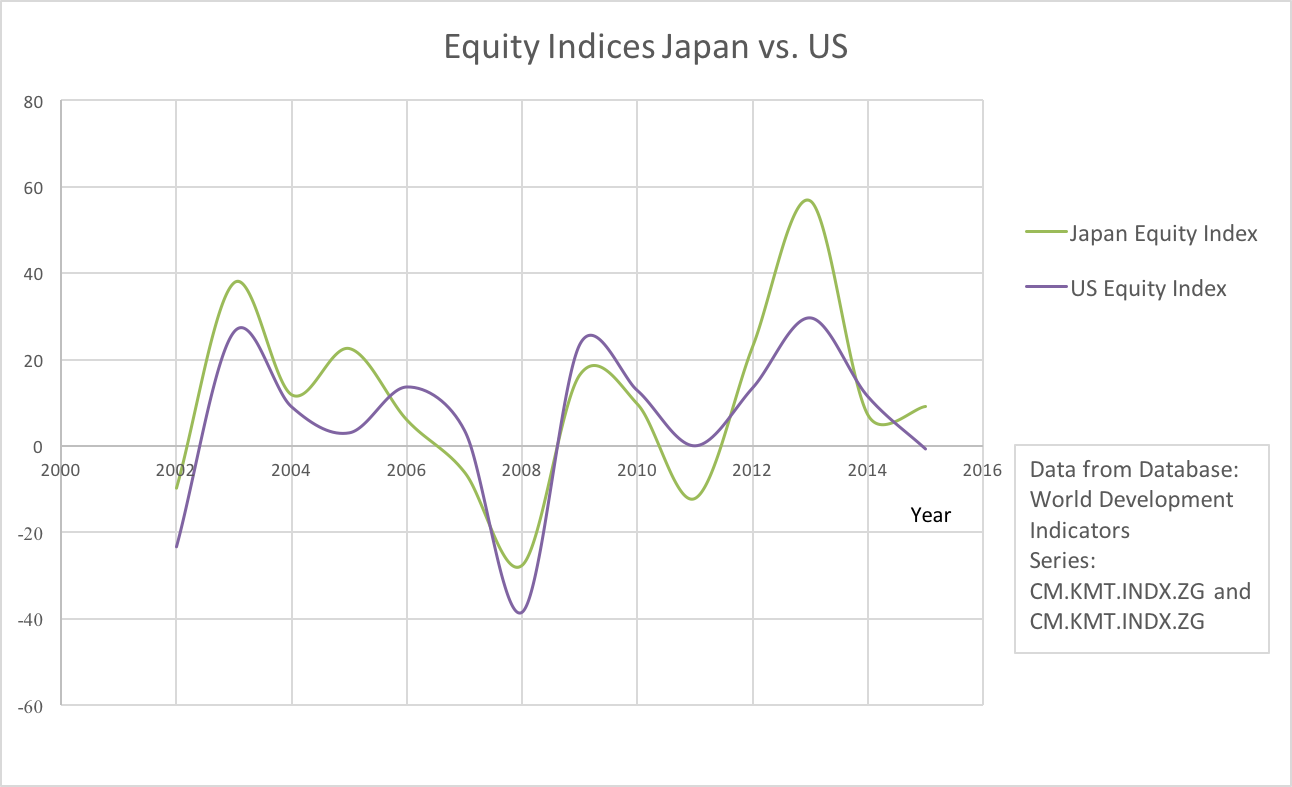 Equity Indices Japan vs. US
80
60
40
20
0
-20
-40
-60
2000 2002 2004 2006 2008 2010 2012 2014 2016
Year
Japan Equity Index
US Equity Index
Data from Database:
World Development
Indicators
Series:
CM.KMT.INDX.ZG and
CM.KMT.INDX.ZG